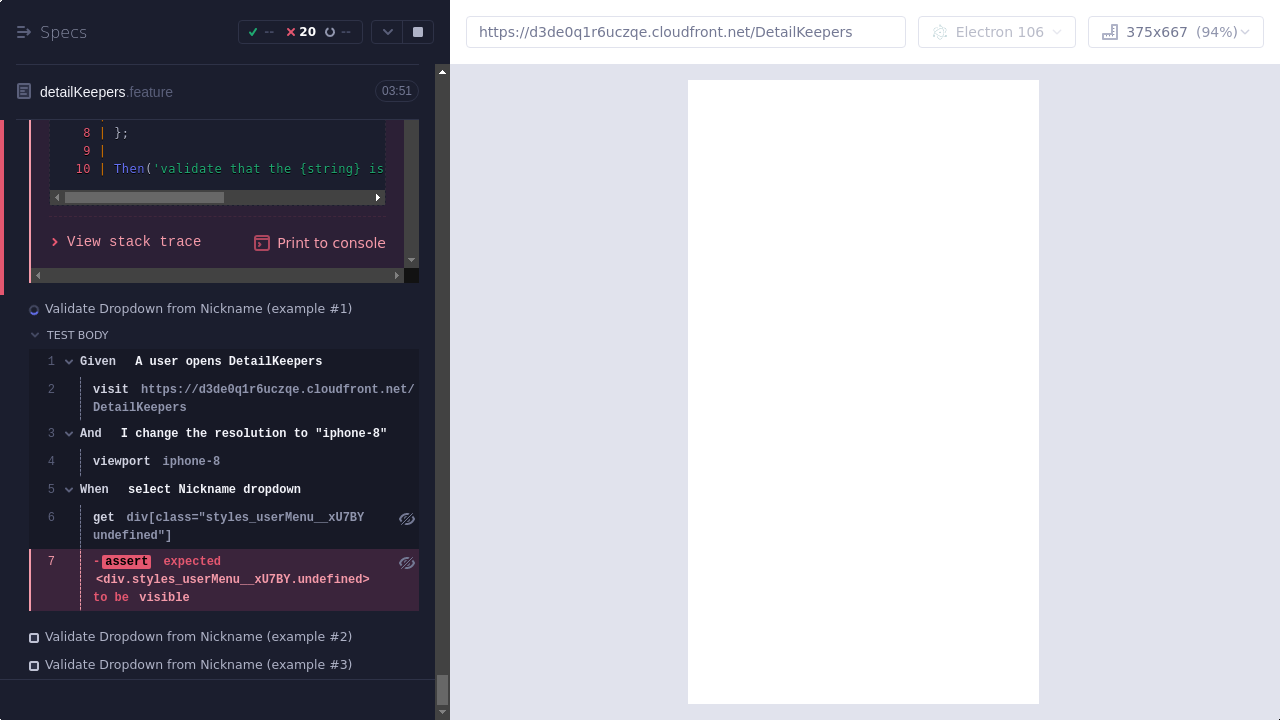 Specs
-- 20 --
https://d3de0q1r6uczqe.cloudfront.net/DetailKeepers
Electron 106
375x667 (94%)
detailKeepers.feature
03:51
8 | };
9 |
10 | Then('validate that the {string} is
View stack trace
Print to console
Validate Dropdown from Nickname (example #1)
TEST BODY
1 Given A user opens DetailKeepers
2 visit https://d3de0q1r6uczqe.cloudfront.net/
DetailKeepers
3 And I change the resolution to "iphone-8"
4 viewport iphone-8
5 When select Nickname dropdown
6 get div[class="styles_userMenu__xU7BY
undefined"]
7 -assert expected
<div.styles_userMenu__xU7BY.undefined>
to be visible
Validate Dropdown from Nickname (example #2)
Validate Dropdown from Nickname (example #3)